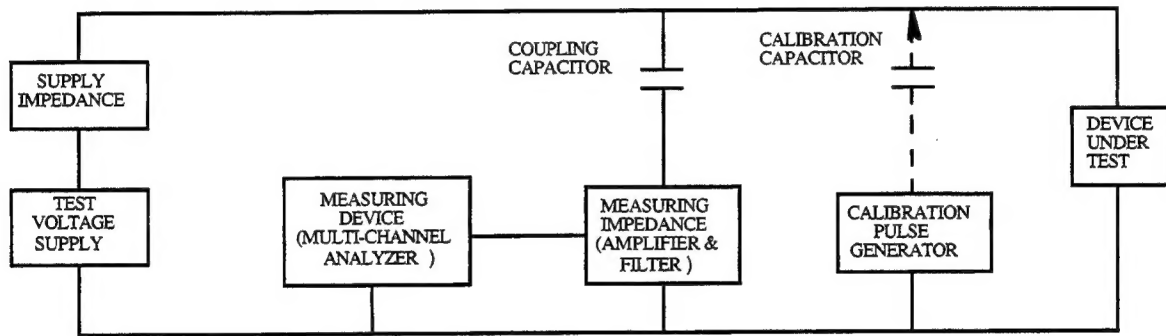 SUPPLY
IMPEDANCE
TEST
VOLTAGE
SUPPLY
MEASURING
DEVICE
(MULTI-CHANNEL
ANALYZER )
COUPLING
CAPACITOR
MEASURING
IMPEDANCE
(AMPLIFIER &
FILTER )
CALIBRATION
CAPACITOR
CALIBRATION
PULSE
GENERATOR
DEVICE
UNDER
TEST